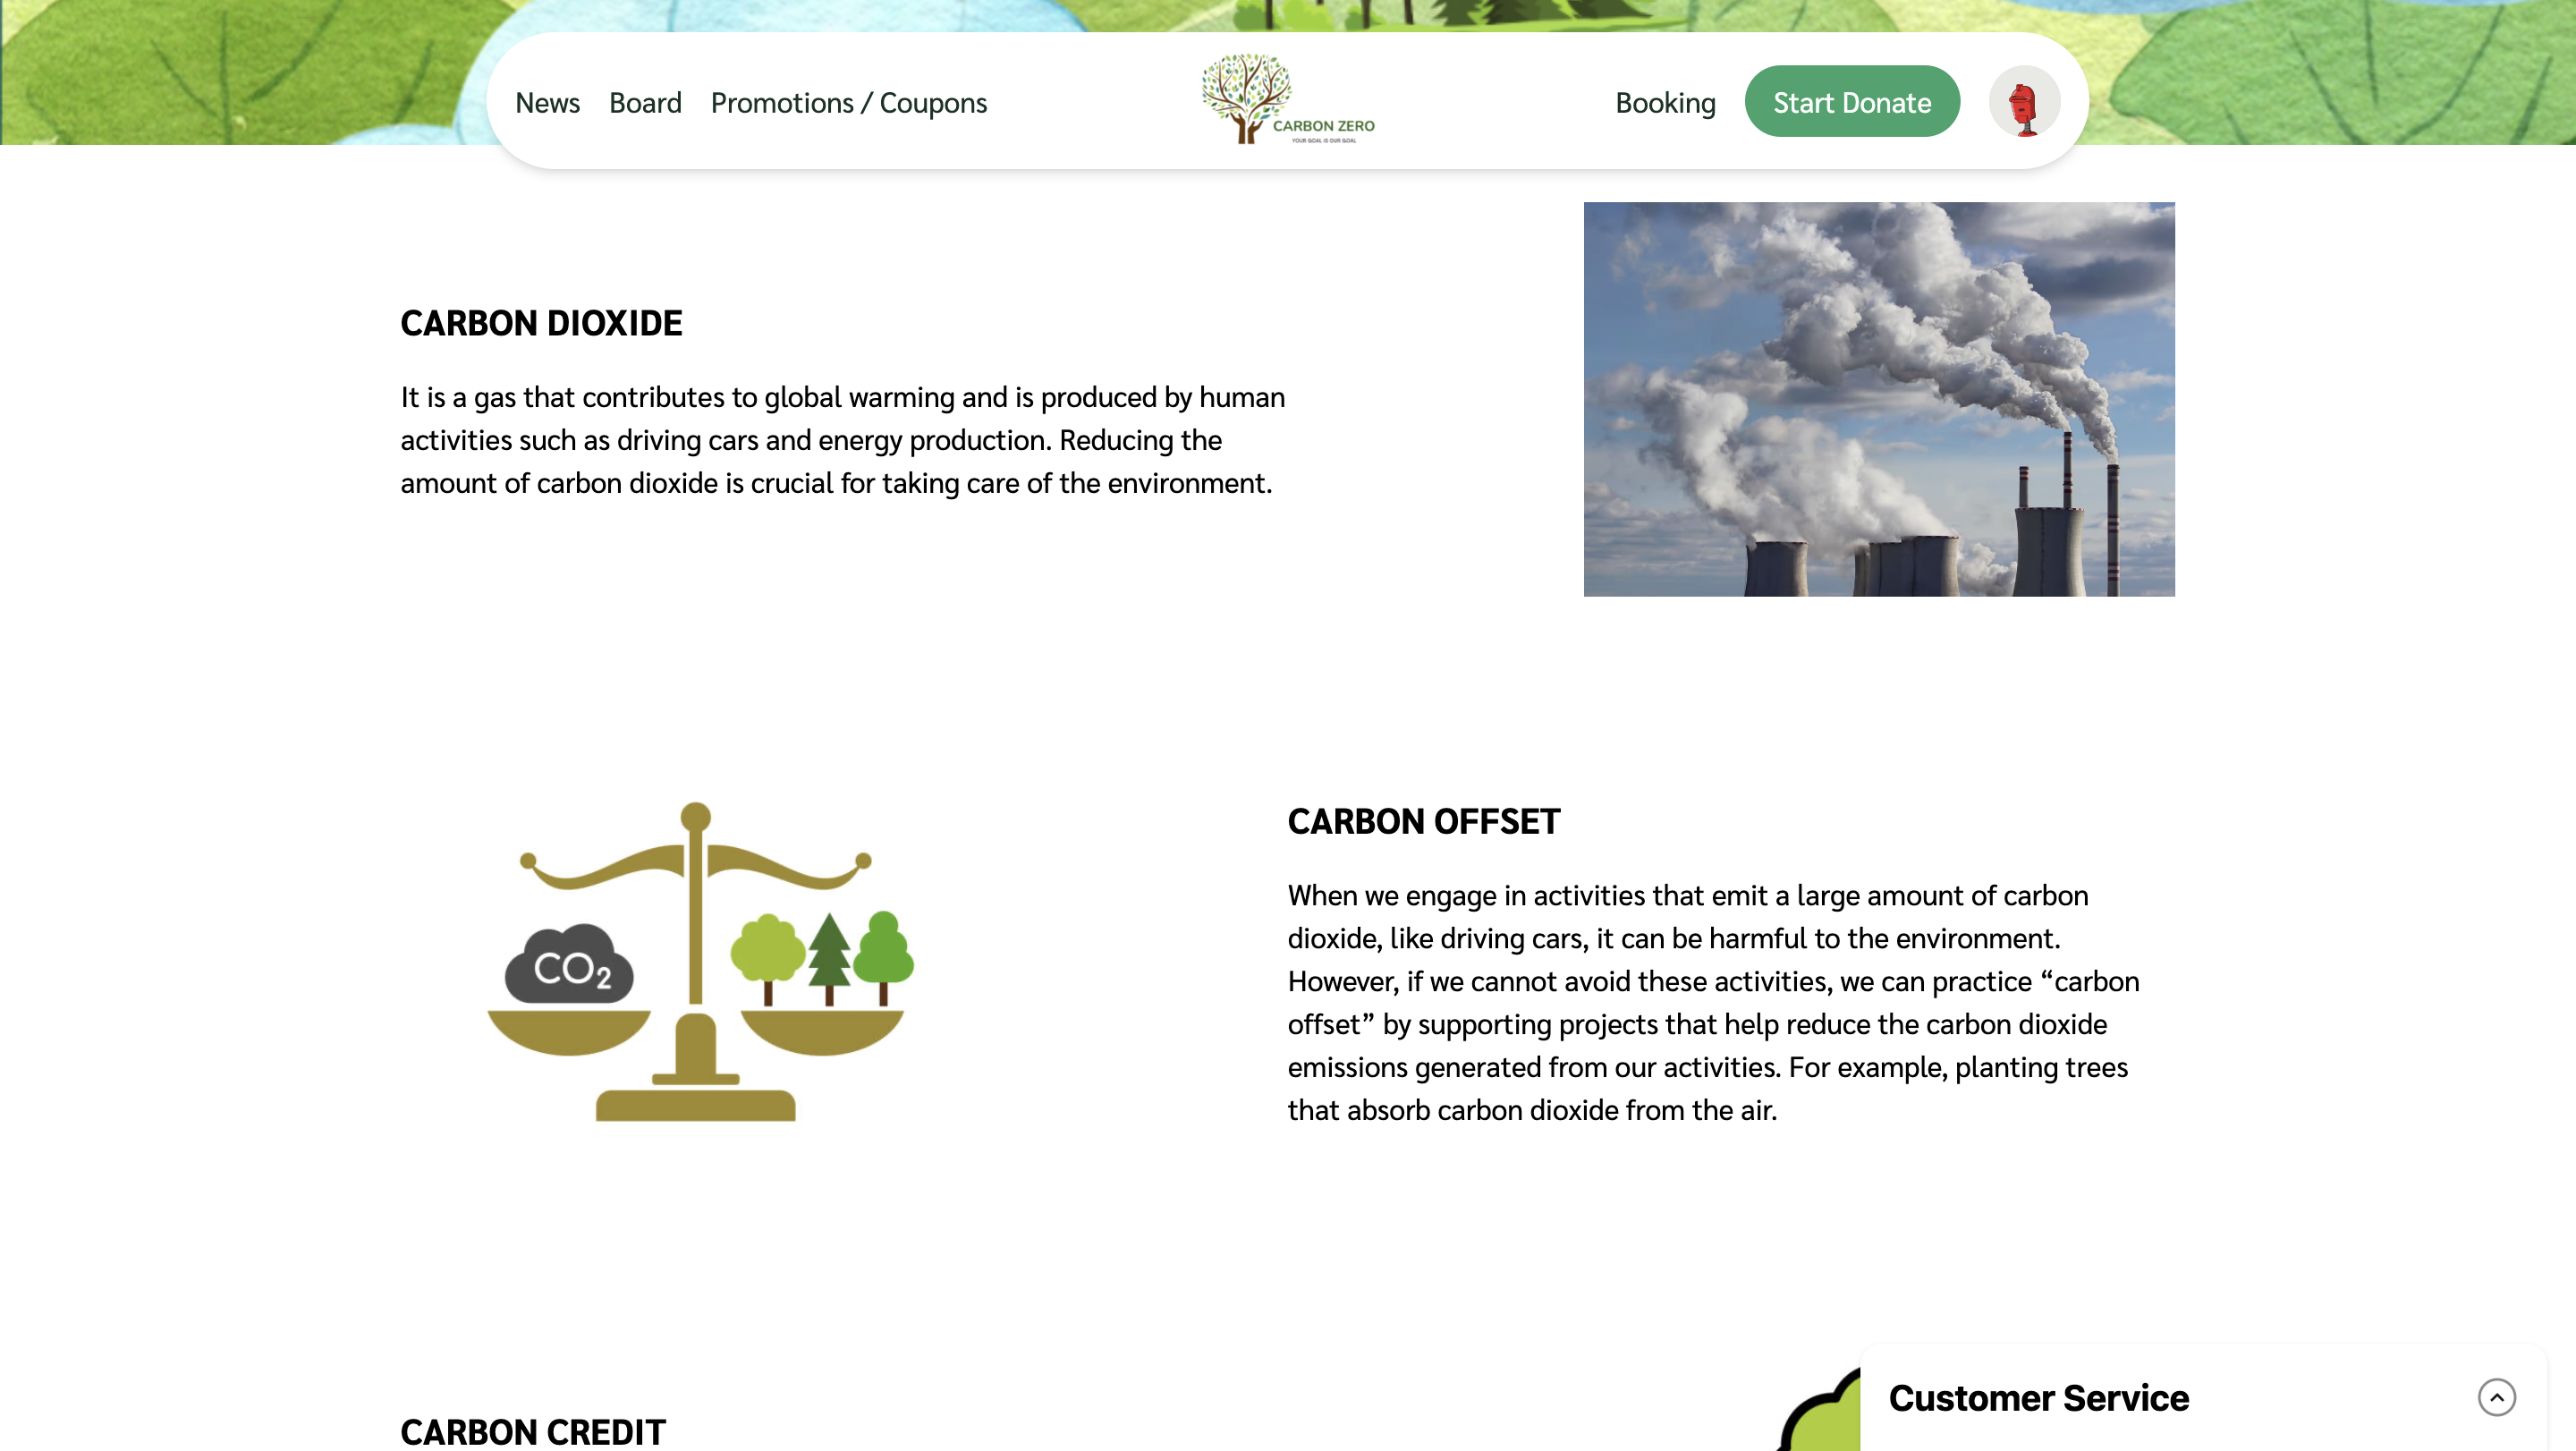 News Board Promotions / Coupons
CARBON ZERO
YOUR GOAL IS OUR GOAL
Booking Start Donate
CARBON DIOXIDE
It is a gas that contributes to global warming and is produced by human
activities such as driving cars and energy production. Reducing the
amount of carbon dioxide is crucial for taking care of the environment.
CO₂
CARBON OFFSET
When we engage in activities that emit a large amount of carbon
dioxide, like driving cars, it can be harmful to the environment.
However, if we cannot avoid these activities, we can practice “carbon
offset” by supporting projects that help reduce the carbon dioxide
emissions generated from our activities. For example, planting trees
that absorb carbon dioxide from the air.
CARBON CREDIT
Customer Service